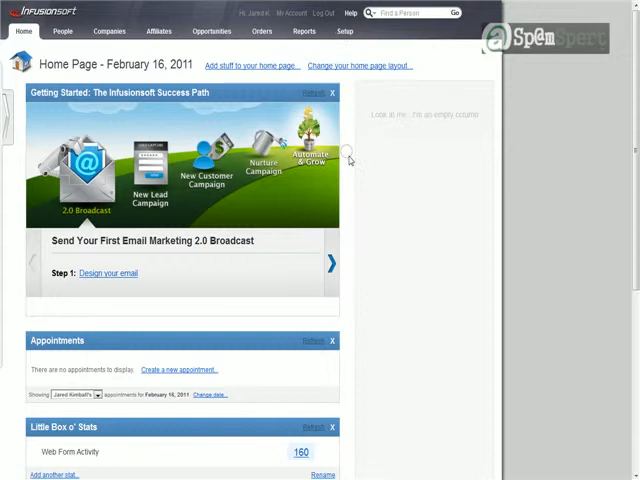 Infusionsoft
Hi, Jared K. My Account Log Out Help Find a Person Go
Home People Companies Affiliates Opportunities Orders Reports Setup
@Sp@mSpert
Home Page - February 16, 2011 Add stuff to your home page... Change your home page layout...
Getting Started: The Infusionsoft Success Path Refresh X
Look at me... I'm an empty column
2.0 Broadcast
New Lead
Campaign
New Customer
Campaign
Nurture
Campaign
Automate
& Grow
Send Your First Email Marketing 2.0 Broadcast
Step 1: Design your email
Appointments Refresh X
There are no appointments to display. Create a new appointment...
Showing Jared Kimball's appointments for February 16, 2011 Change date...
Little Box o' Stats Refresh X
Web Form Activity 160
Add another stat... Rename